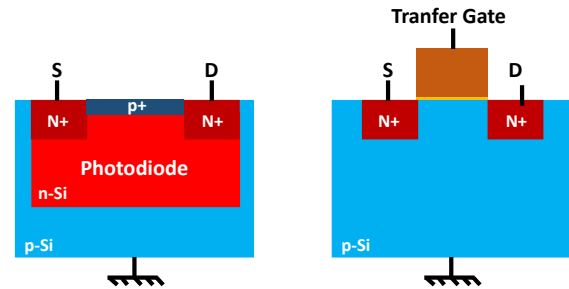 Tranfer Gate
S
D
S
D
p+
N+
N+
N+
N+
Photodiode
n-Si
p-Si
p-Si